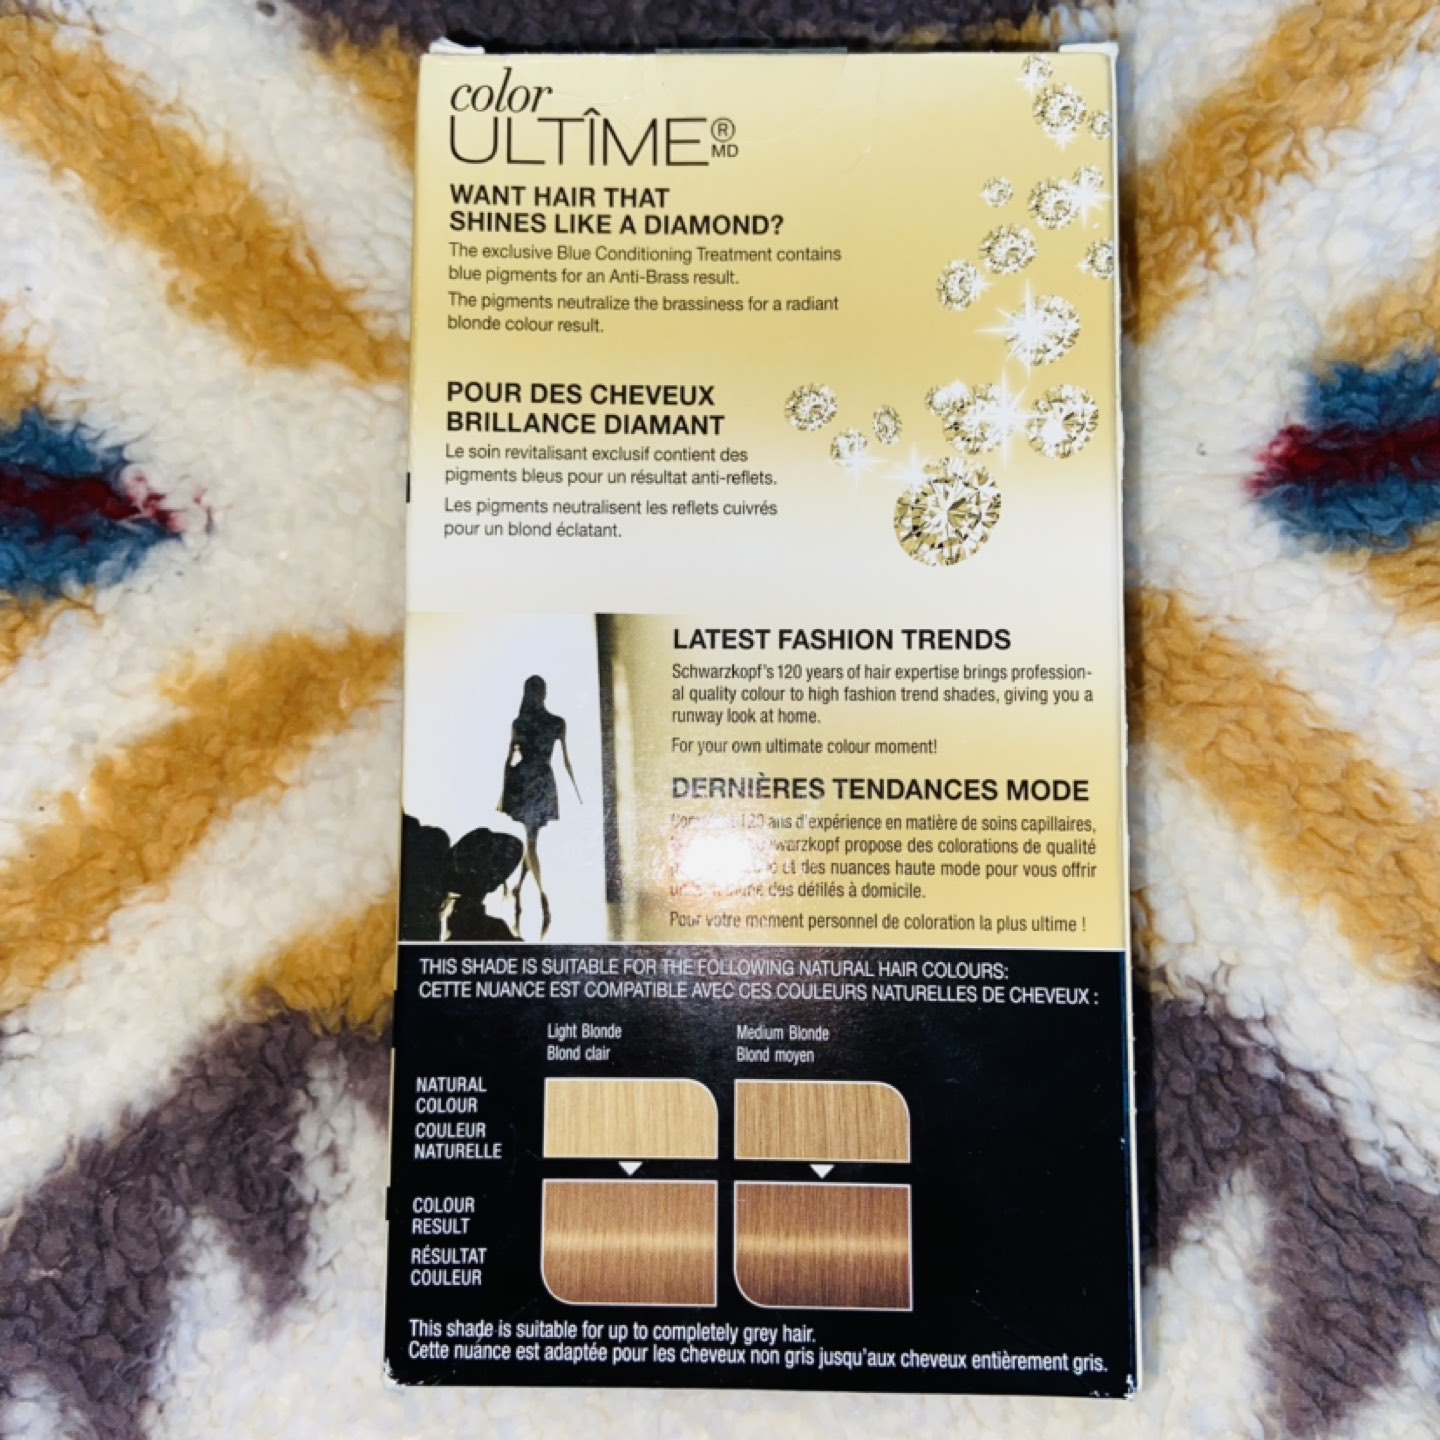 color
ULTÎME®
MD
WANT HAIR THAT
SHINES LIKE A DIAMOND?
The exclusive Blue Conditioning Treatment contains
blue pigments for an Anti-Brass result.
The pigments neutralize the brassiness for a radiant
blonde colour result.
POUR DES CHEVEUX
BRILLANCE DIAMANT
Le soin revitalisant exclusif contient des
pigments bleus pour un résultat anti-reflets.
Les pigments neutralisent les reflets cuivrés
pour un blond éclatant.
LATEST FASHION TRENDS
Schwarzkopf's 120 years of hair expertise brings profession-
al quality colour to high fashion trend shades, giving you a
runway look at home.
For your own ultimate colour moment!
DERNIÈRES TENDANCES MODE
120 ans d'expérience en matière de soins capillaires,
propose des colorations de qualité
et des nuances haute mode pour vous offrir
des défilés à domicile.
Pour votre moment personnel de coloration la plus ultime !
THIS SHADE IS SUITABLE FOR THE FOLLOWING NATURAL HAIR COLOURS:
CETTE NUANCE EST COMPATIBLE AVEC CES COULEURS NATURELLES DE CHEVEUX :
Light Blonde
Blond clair
Medium Blonde
Blond moyen
NATURAL
COLOUR
COULEUR
NATURELLE
COLOUR
RESULT
RÉSULTAT
COULEUR
This shade is suitable for up to completely grey hair.
Cette nuance est adaptée pour les cheveux non gris jusqu'aux cheveux entièrement gris.